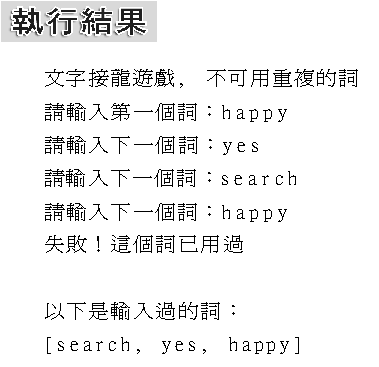 執行結果
文字接龍遊戲, 不可用重複的詞
請輸入第一個詞：happy
請輸入下一個詞：yes
請輸入下一個詞：search
請輸入下一個詞：happy
失敗！這個詞已用過
以下是輸入過的詞：
[search, yes, happy]